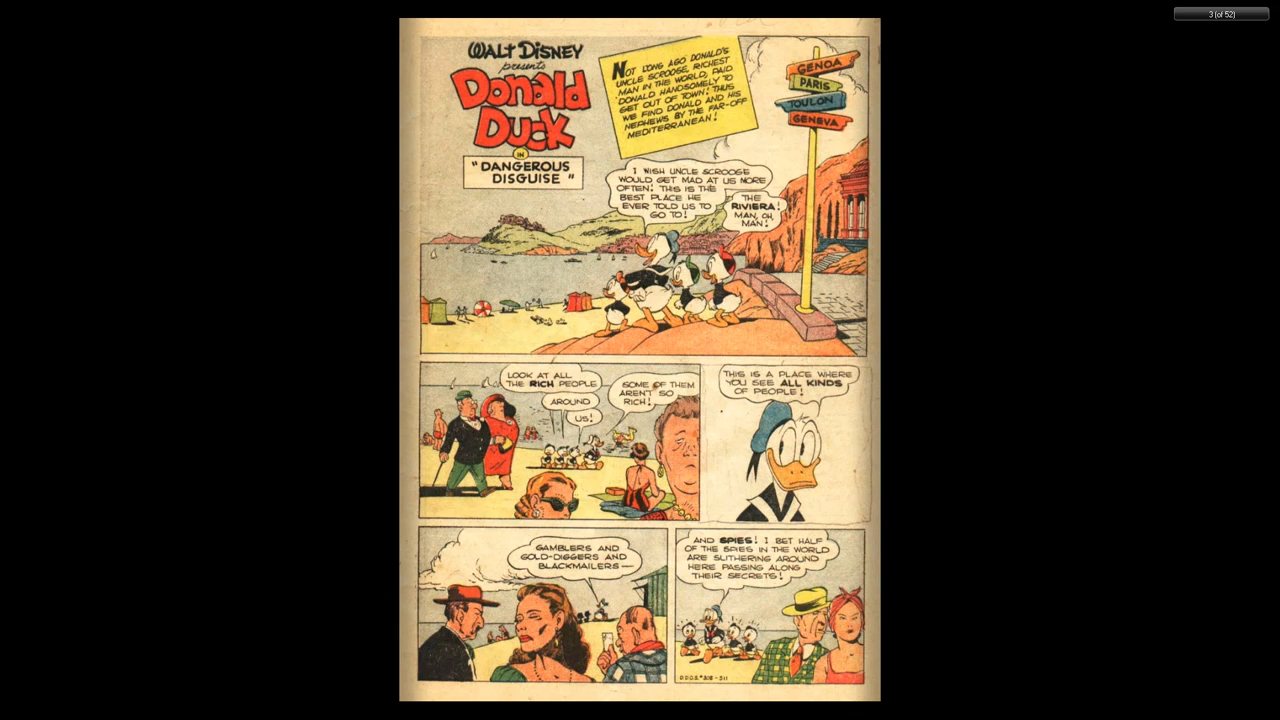 3 (of 52)
WALT DISNEY
presents
Donald
Duck
IN
"DANGEROUS
DISGUISE"
NOT LONG AGO DONALD'S
UNCLE SCROOGE, RICHEST
MAN IN THE WORLD, PAID
DONALD HANDSOMELY TO
GET OUT OF TOWN! THUS
WE FIND DONALD AND HIS
NEPHEWS BY THE FAR-OFF
MEDITERRANEAN!
GENOA
PARIS
TOULON
GENEVA
I WISH UNCLE SCROOGE
WOULD GET MAD AT US MORE
OFTEN! THIS IS THE
BEST PLACE HE
EVER TOLD US TO
GO TO!
THE
RIVIERA!
MAN, OH,
MAN!
LOOK AT ALL
THE RICH PEOPLE
AROUND
US!
SOME OF THEM
AREN'T SO
RICH!
THIS IS A PLACE WHERE
YOU SEE ALL KINDS
OF PEOPLE!
GAMBLERS AND
GOLD-DIGGERS AND
BLACKMAILERS—
AND SPIES! I BET HALF
OF THE SPIES IN THE WORLD
ARE SLITHERING AROUND
HERE PASSING ALONG
THEIR SECRETS!
D.D.O.S.#308-511